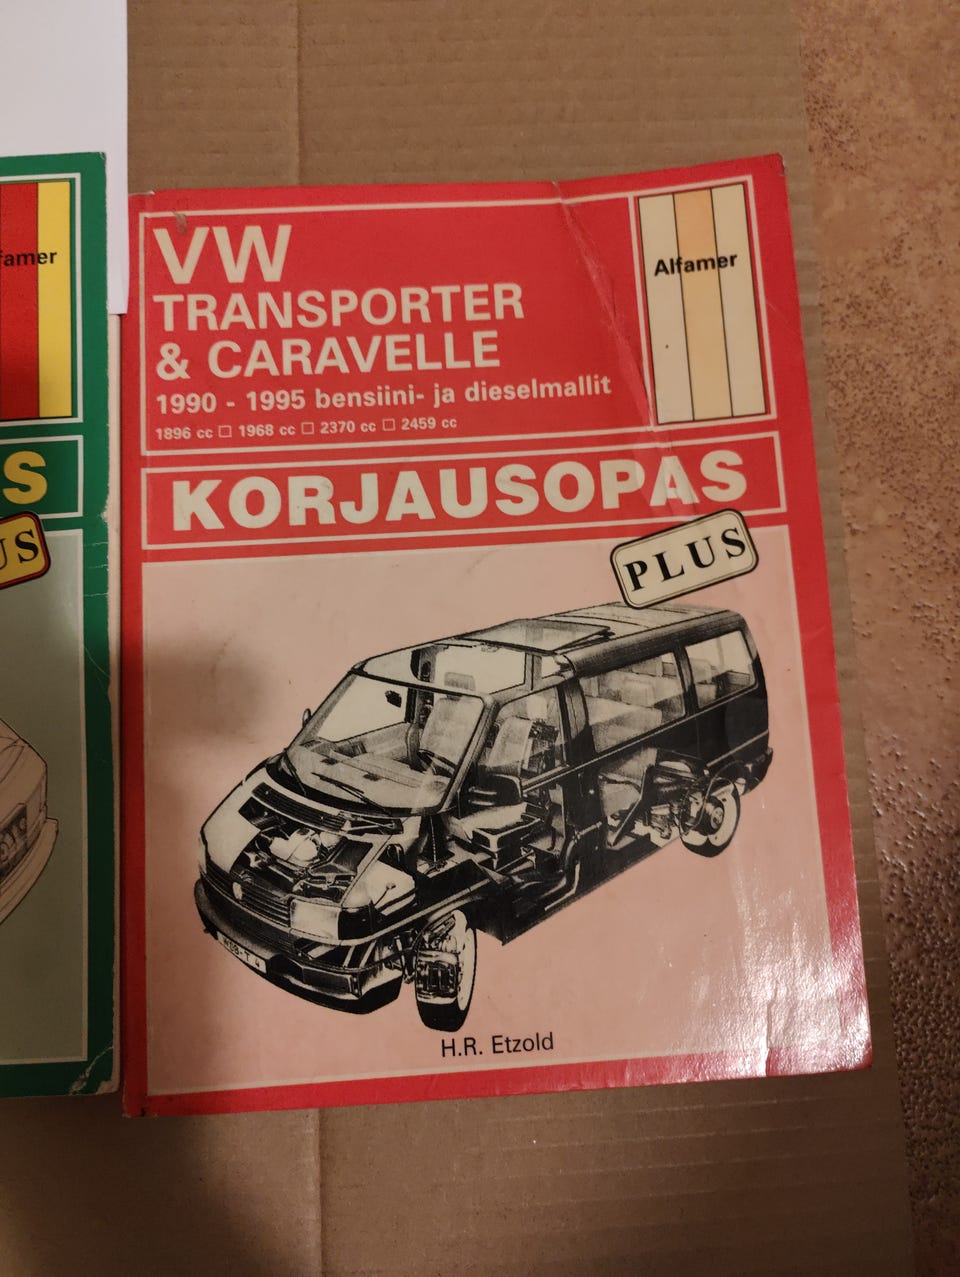 VW
TRANSPORTER
& CARAVELLE
1990 - 1995 bensiini- ja dieselmallit
1896 cc □ 1968 cc □ 2370 cc □ 2459 cc
Alfamer
KORJAUSOPAS
PLUS
H.R. Etzold
famer
S
US